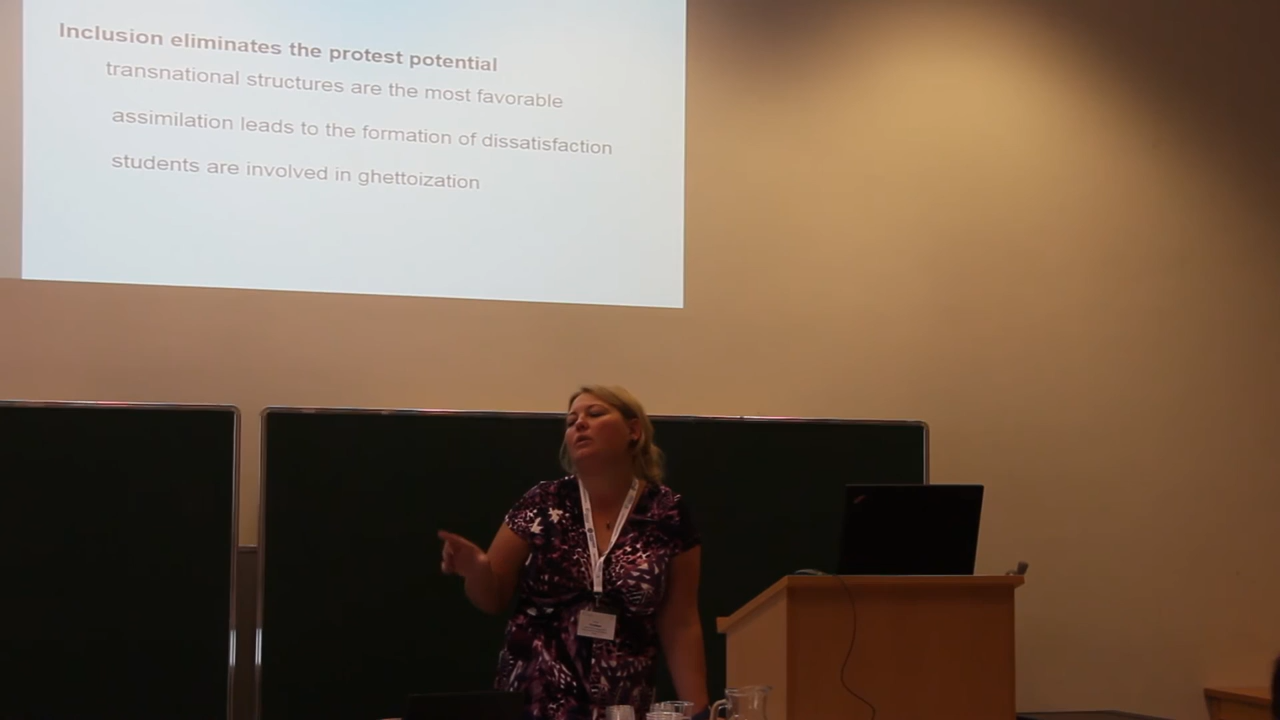 Inclusion eliminates the protest potential
transnational structures are the most favorable
assimilation leads to the formation of dissatisfaction
students are involved in ghettoization